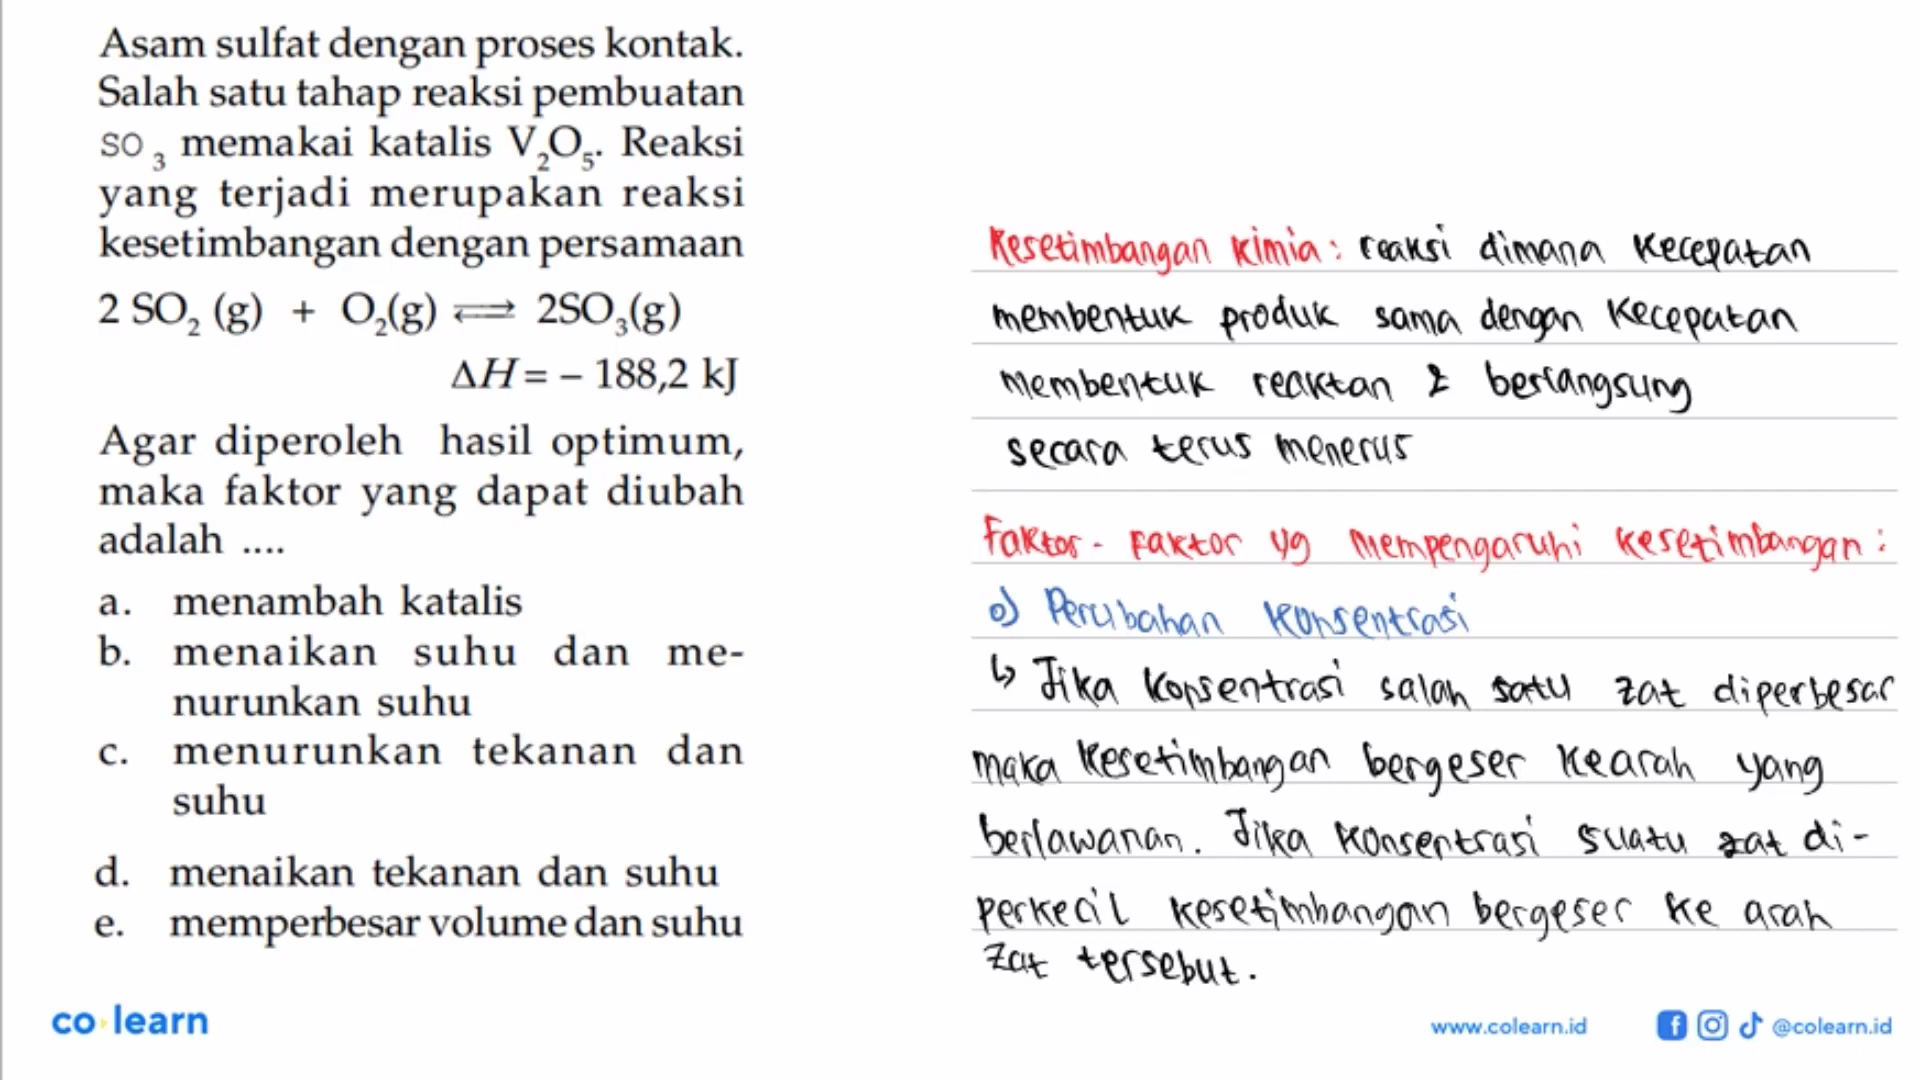 Asam sulfat dengan proses kontak.
Salah satu tahap reaksi pembuatan
SO₃ memakai katalis V₂O₅. Reaksi
yang terjadi merupakan reaksi
kesetimbangan dengan persamaan
2 SO₂ (g) + O₂(g) ⇌ 2SO₃(g)
ΔH = – 188,2 kJ
Agar diperoleh hasil optimum,
maka faktor yang dapat diubah
adalah ....
a. menambah katalis
b. menaikan suhu dan me-
nurunkan suhu
c. menurunkan tekanan dan
suhu
d. menaikan tekanan dan suhu
e. memperbesar volume dan suhu
Kesetimbangan kimia : reaksi dimana kecepatan
membentuk produk sama dengan kecepatan
membentuk reaktan & berlangsung
secara terus menerus
Faktor - Faktor yg mempengaruhi kesetimbangan :
o) Perubahan konsentrasi
↳ Jika konsentrasi salah satu zat diperbesar
maka kesetimbangan bergeser kearah yang
berlawanan. Jika konsentrasi suatu zat di-
perkecil kesetimbangan bergeser ke arah
zat tersebut.
co learn
www.colearn.id
@colearn.id